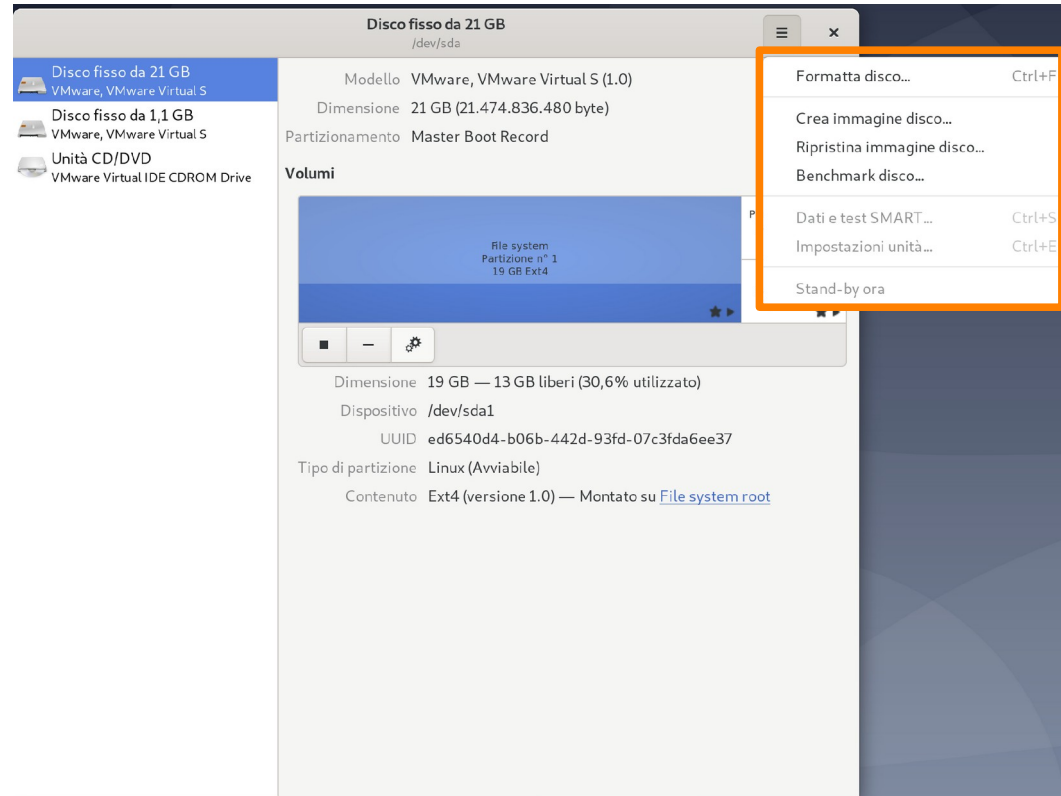 Disco fisso da 21 GB
/dev/sda
Disco fisso da 21 GB
VMware, VMware Virtual S
Disco fisso da 1,1 GB
VMware, VMware Virtual S
Unità CD/DVD
VMware Virtual IDE CDROM Drive
Modello VMware, VMware Virtual S (1.0)
Dimensione 21 GB (21.474.836.480 byte)
Partizionamento Master Boot Record
Volumi
File system
Partizione n° 1
19 GB Ext4
P
Dimensione 19 GB — 13 GB liberi (30,6% utilizzato)
Dispositivo /dev/sda1
UUID ed6540d4-b06b-442d-93fd-07c3fda6ee37
Tipo di partizione Linux (Avviabile)
Contenuto Ext4 (versione 1.0) — Montato su File system root
Formatta disco... Ctrl+F
Crea immagine disco...
Ripristina immagine disco...
Benchmark disco...
Dati e test SMART... Ctrl+S
Impostazioni unità... Ctrl+E
Stand-by ora